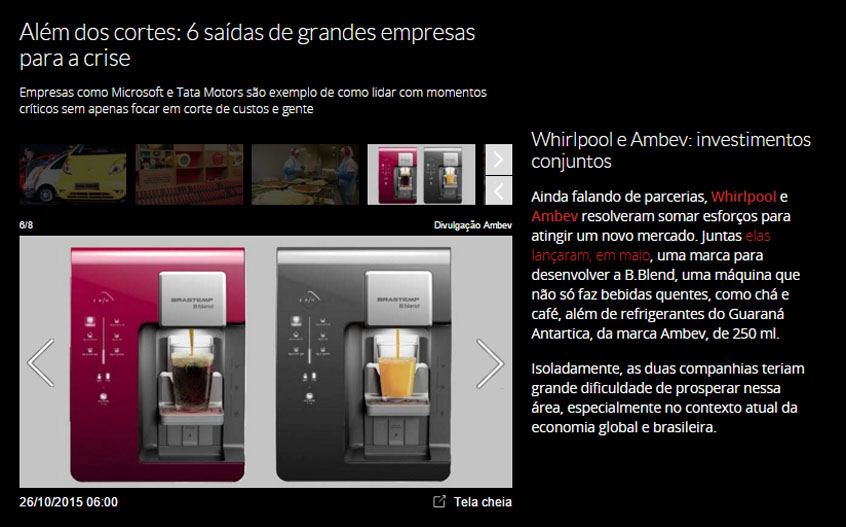 Além dos cortes: 6 saídas de grandes empresas
para a crise
Empresas como Microsoft e Tata Motors são exemplo de como lidar com momentos
críticos sem apenas focar em corte de custos e gente
6/8
Divulgação Ambev
BRASTEMP
B.blend
BRASTEMP
B.blend
26/10/2015 06:00
Tela cheia
Whirlpool e Ambev: investimentos
conjuntos
Ainda falando de parcerias, Whirlpool e
Ambev resolveram somar esforços para
atingir um novo mercado. Juntas elas
lançaram, em maio, uma marca para
desenvolver a B.Blend, uma máquina que
não só faz bebidas quentes, como chá e
café, além de refrigerantes do Guaraná
Antartica, da marca Ambev, de 250 ml.
Isoladamente, as duas companhias teriam
grande dificuldade de prosperar nessa
área, especialmente no contexto atual da
economia global e brasileira.